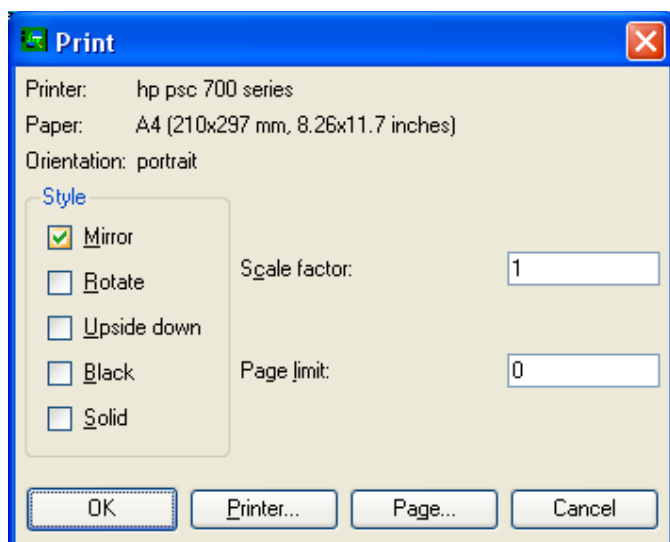 Print
Printer: hp psc 700 series
Paper: A4 (210x297 mm, 8.26x11.7 inches)
Orientation: portrait
Style
Mirror
Rotate
Upside down
Black
Solid
Scale factor: 1
Page limit: 0
OK Printer... Page... Cancel